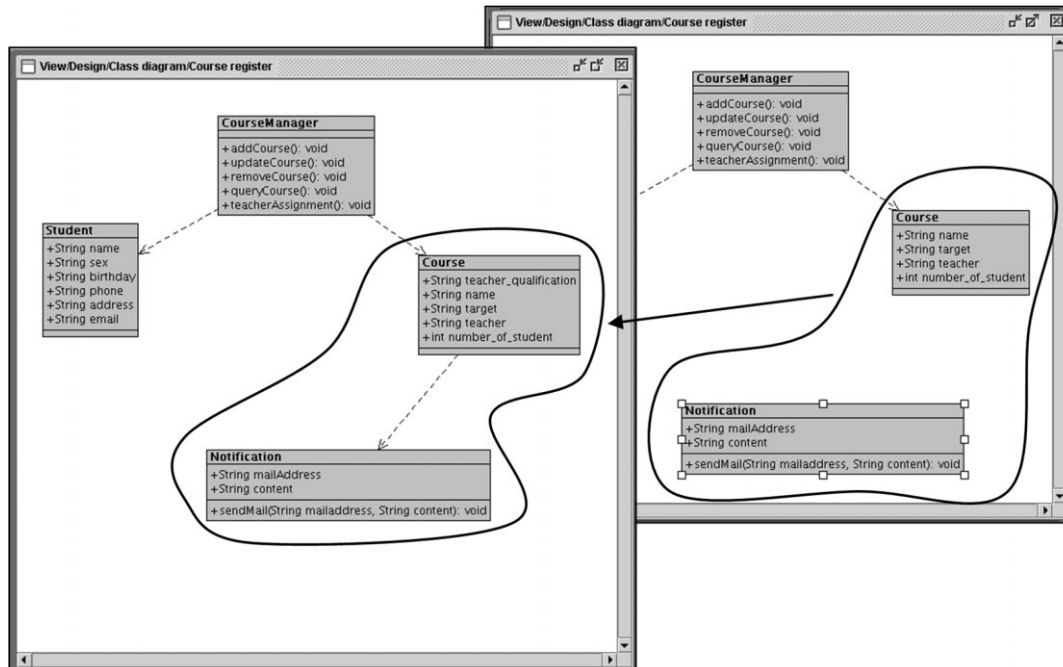 View/Design/Class diagram/Course register
CourseManager
+addCourse(): void
+updateCourse(): void
+removeCourse(): void
+queryCourse(): void
+teacherAssignment(): void
Student
+String name
+String sex
+String birthday
+String phone
+String address
+String email
Course
+String teacher_qualification
+String name
+String target
+String teacher
+int number_of_student
Notification
+String mailAddress
+String content
+sendMail(String mailaddress, String content): void
View/Design/Class diagram/Course register
CourseManager
+addCourse(): void
+updateCourse(): void
+removeCourse(): void
+queryCourse(): void
+teacherAssignment(): void
Course
+String name
+String target
+String teacher
+int number_of_student
Notification
+String mailAddress
+String content
+sendMail(String mailaddress, String content): void